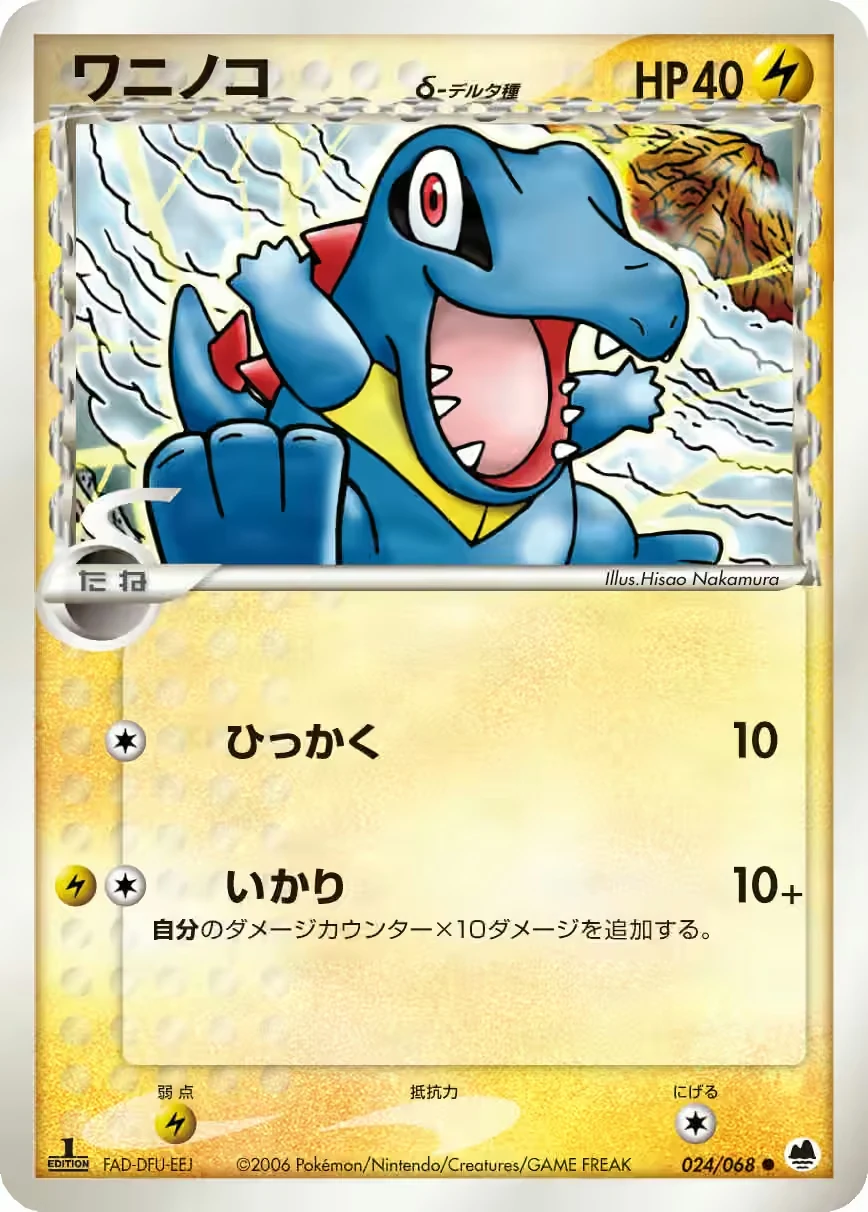 ワニノコ δ-デルタ種 HP40
たね
Illus.Hisao Nakamura
ひっかく 10
いかり 10+
自分のダメージカウンター×10ダメージを追加する。
弱点 抵抗力 にげる
1 EDITION FAD-DFU-EEJ ©2006 Pokémon/Nintendo/Creatures/GAME FREAK 024/068 ●